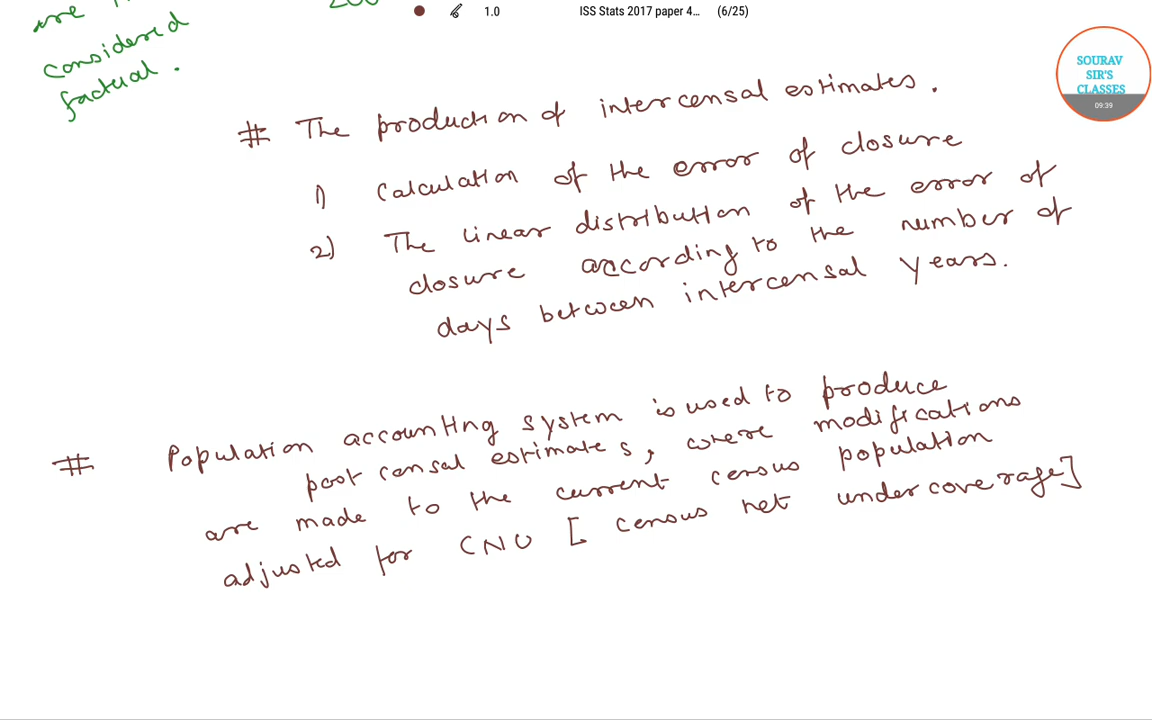 1.0 ISS Stats 2017 paper 4... (6/25)
SOURAV
SIR'S
CLASSES
09:39
are
considered
factual.
# The production of intercensal estimates.
1) Calculation of the error of closure
2) The linear distribution of the error of
closure according to the number of
days between intercensal years.
# Population accounting system is used to produce
post censal estimates, where modifications
are made to the current census population
adjusted for CNU [census net undercoverage]